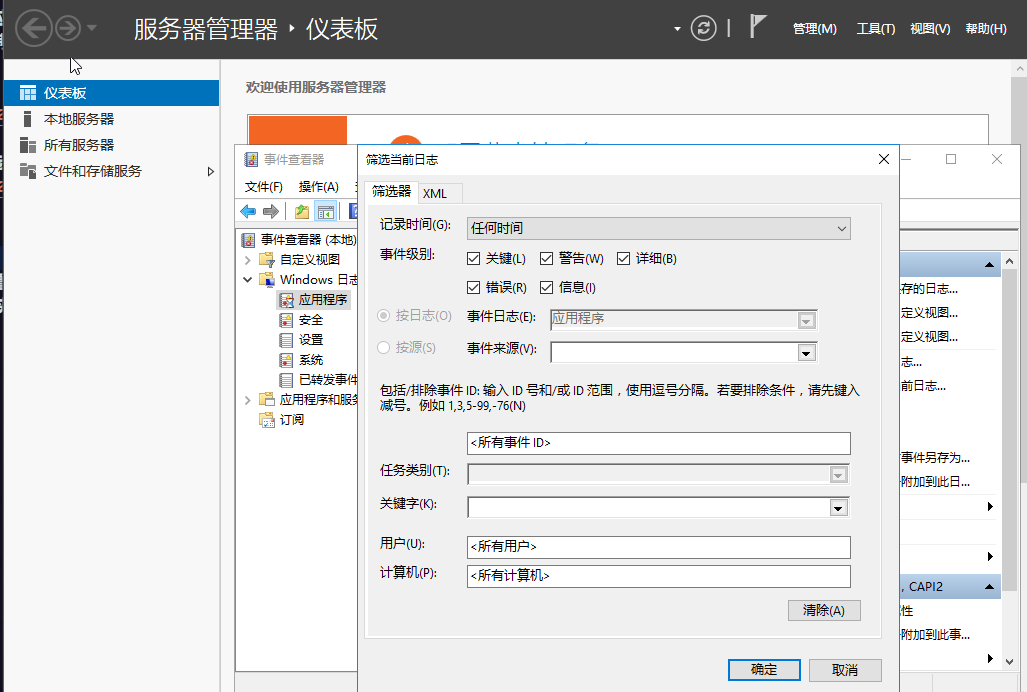 服务器管理器 ‣ 仪表板
管理(M) 工具(T) 视图(V) 帮助(H)
仪表板
本地服务器
所有服务器
文件和存储服务
欢迎使用服务器管理器
事件查看器
文件(F) 操作(A)
事件查看器 (本地)
自定义视图
Windows 日志
应用程序
安全
设置
系统
已转发事件
应用程序和服务
订阅
筛选当前日志
筛选器 XML
记录时间(G): 任何时间
事件级别: 关键(L) 警告(W) 详细(B)
错误(R) 信息(I)
按日志(O) 事件日志(E): 应用程序
按源(S) 事件来源(V):
包括/排除事件 ID: 输入 ID 号和/或 ID 范围，使用逗号分隔。若要排除条件，请先键入
减号。例如 1,3,5-99,-76(N)
<所有事件 ID>
任务类别(T):
关键字(K):
用户(U): <所有用户>
计算机(P): <所有计算机>
清除(A)
确定 取消
存的日志...
定义视图...
定义视图...
志...
前日志...
事件另存为...
附加到此日...
, CAPI2
性
附加到此事...